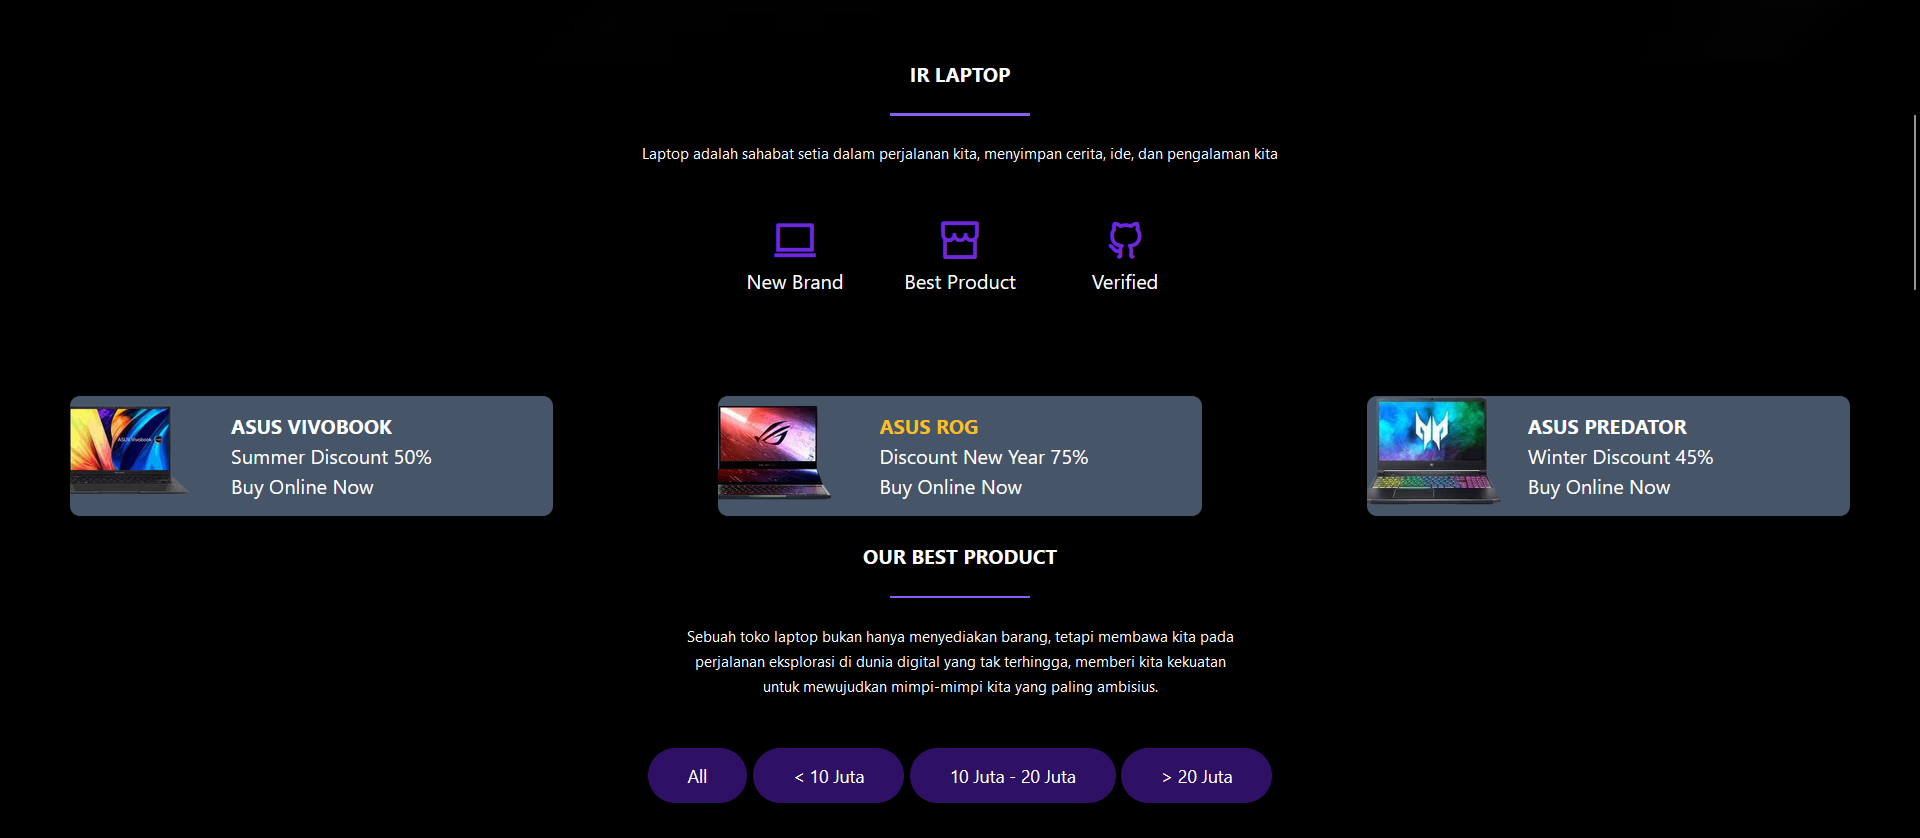 IR LAPTOP
Laptop adalah sahabat setia dalam perjalanan kita, menyimpan cerita, ide, dan pengalaman kita
New Brand
Best Product
Verified
ASUS Vivobook
ASUS VIVOBOOK
Summer Discount 50%
Buy Online Now
ASUS ROG
Discount New Year 75%
Buy Online Now
ASUS PREDATOR
Winter Discount 45%
Buy Online Now
OUR BEST PRODUCT
Sebuah toko laptop bukan hanya menyediakan barang, tetapi membawa kita pada
perjalanan eksplorasi di dunia digital yang tak terhingga, memberi kita kekuatan
untuk mewujudkan mimpi-mimpi kita yang paling ambisius.
All
< 10 Juta
10 Juta - 20 Juta
> 20 Juta